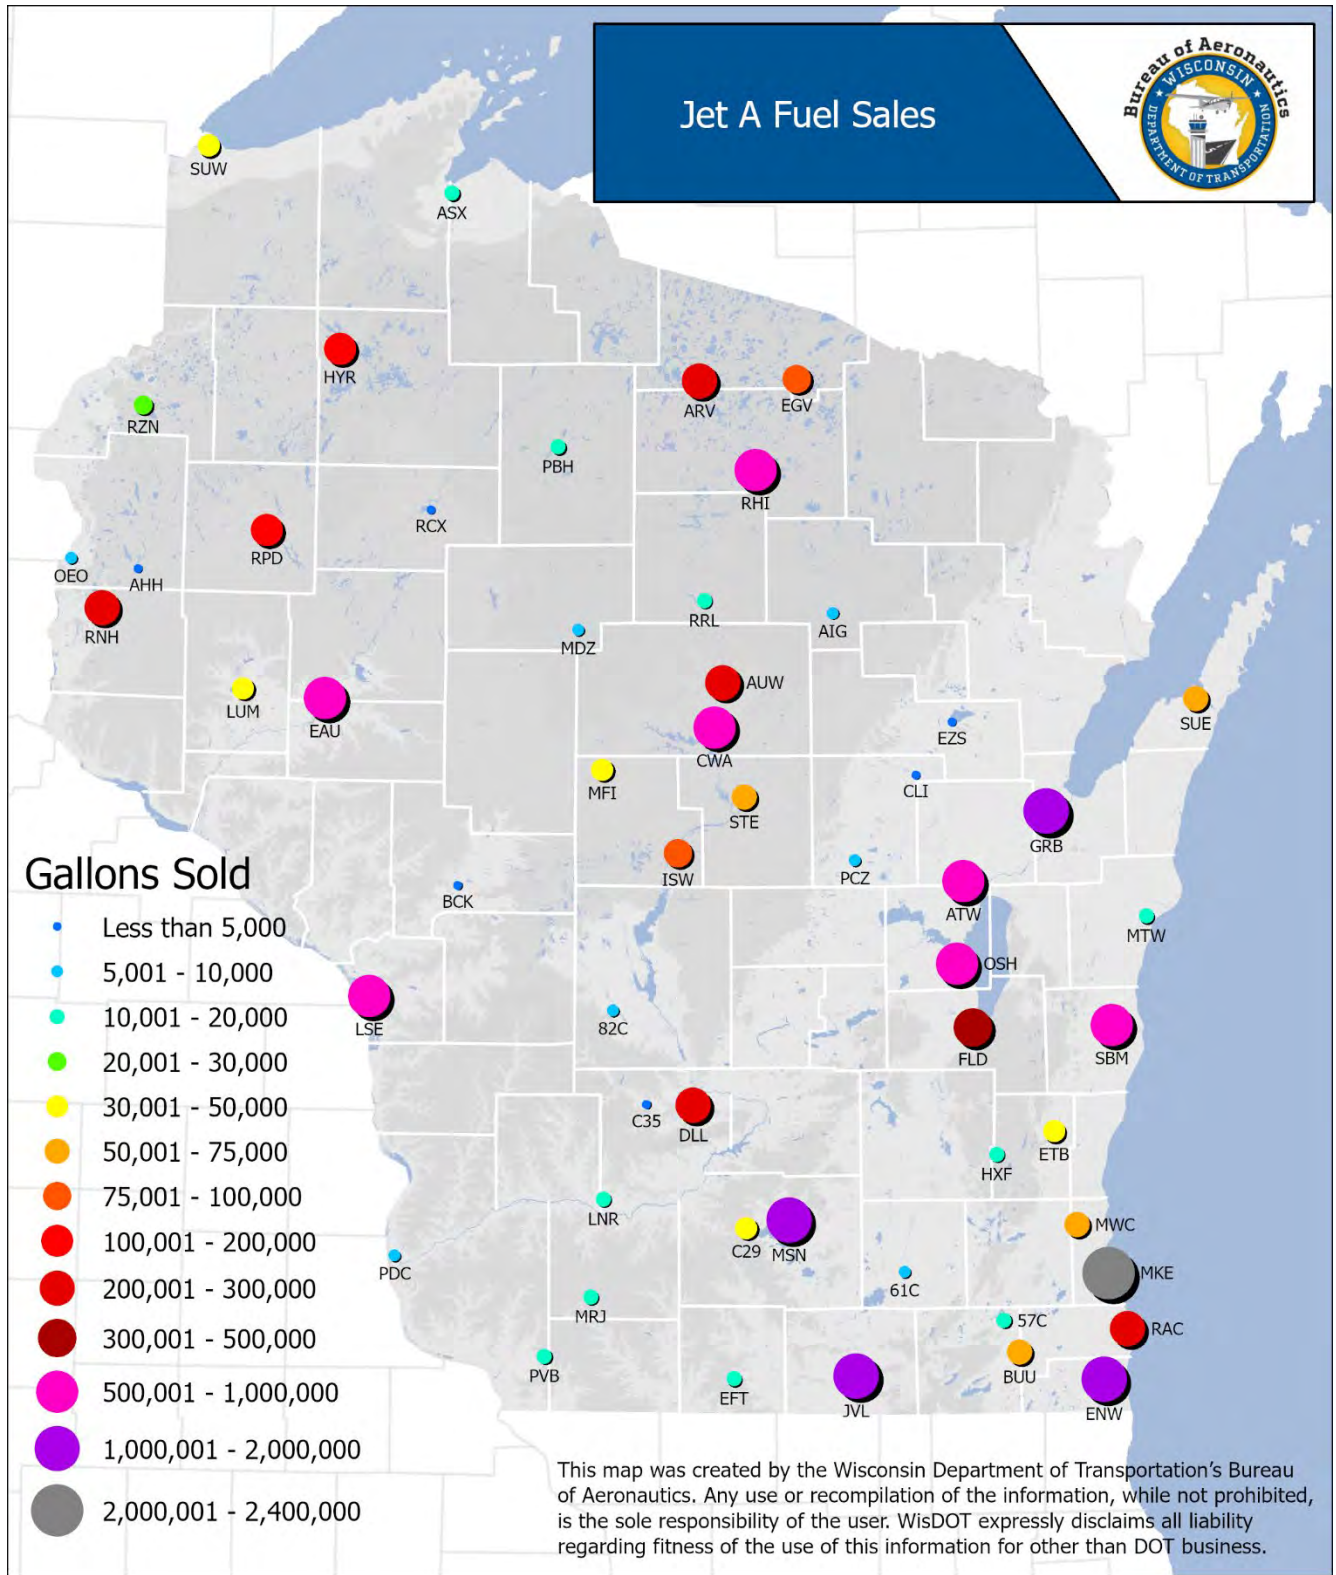 Jet A Fuel Sales
Bureau of Aeronautics
WISCONSIN
DEPARTMENT OF TRANSPORTATION
SUW
ASX
HYR
ARV
EGV
RZN
PBH
RHI
RCX
RPD
OEO
AHH
RNH
RRL
AIG
MDZ
AUW
LUM
EAU
SUE
EZS
CWA
MFI
CLI
STE
GRB
ISW
PCZ
BCK
ATW
MTW
OSH
LSE
82C
FLD
SBM
C35
DLL
ETB
HXF
LNR
MWC
C29
MSN
PDC
61C
MKE
MRJ
57C
RAC
PVB
BUU
EFT
JVL
ENW
Gallons Sold
Less than 5,000
5,001 - 10,000
10,001 - 20,000
20,001 - 30,000
30,001 - 50,000
50,001 - 75,000
75,001 - 100,000
100,001 - 200,000
200,001 - 300,000
300,001 - 500,000
500,001 - 1,000,000
1,000,001 - 2,000,000
2,000,001 - 2,400,000
This map was created by the Wisconsin Department of Transportation's Bureau
of Aeronautics. Any use or recompilation of the information, while not prohibited,
is the sole responsibility of the user. WisDOT expressly disclaims all liability
regarding fitness of the use of this information for other than DOT business.